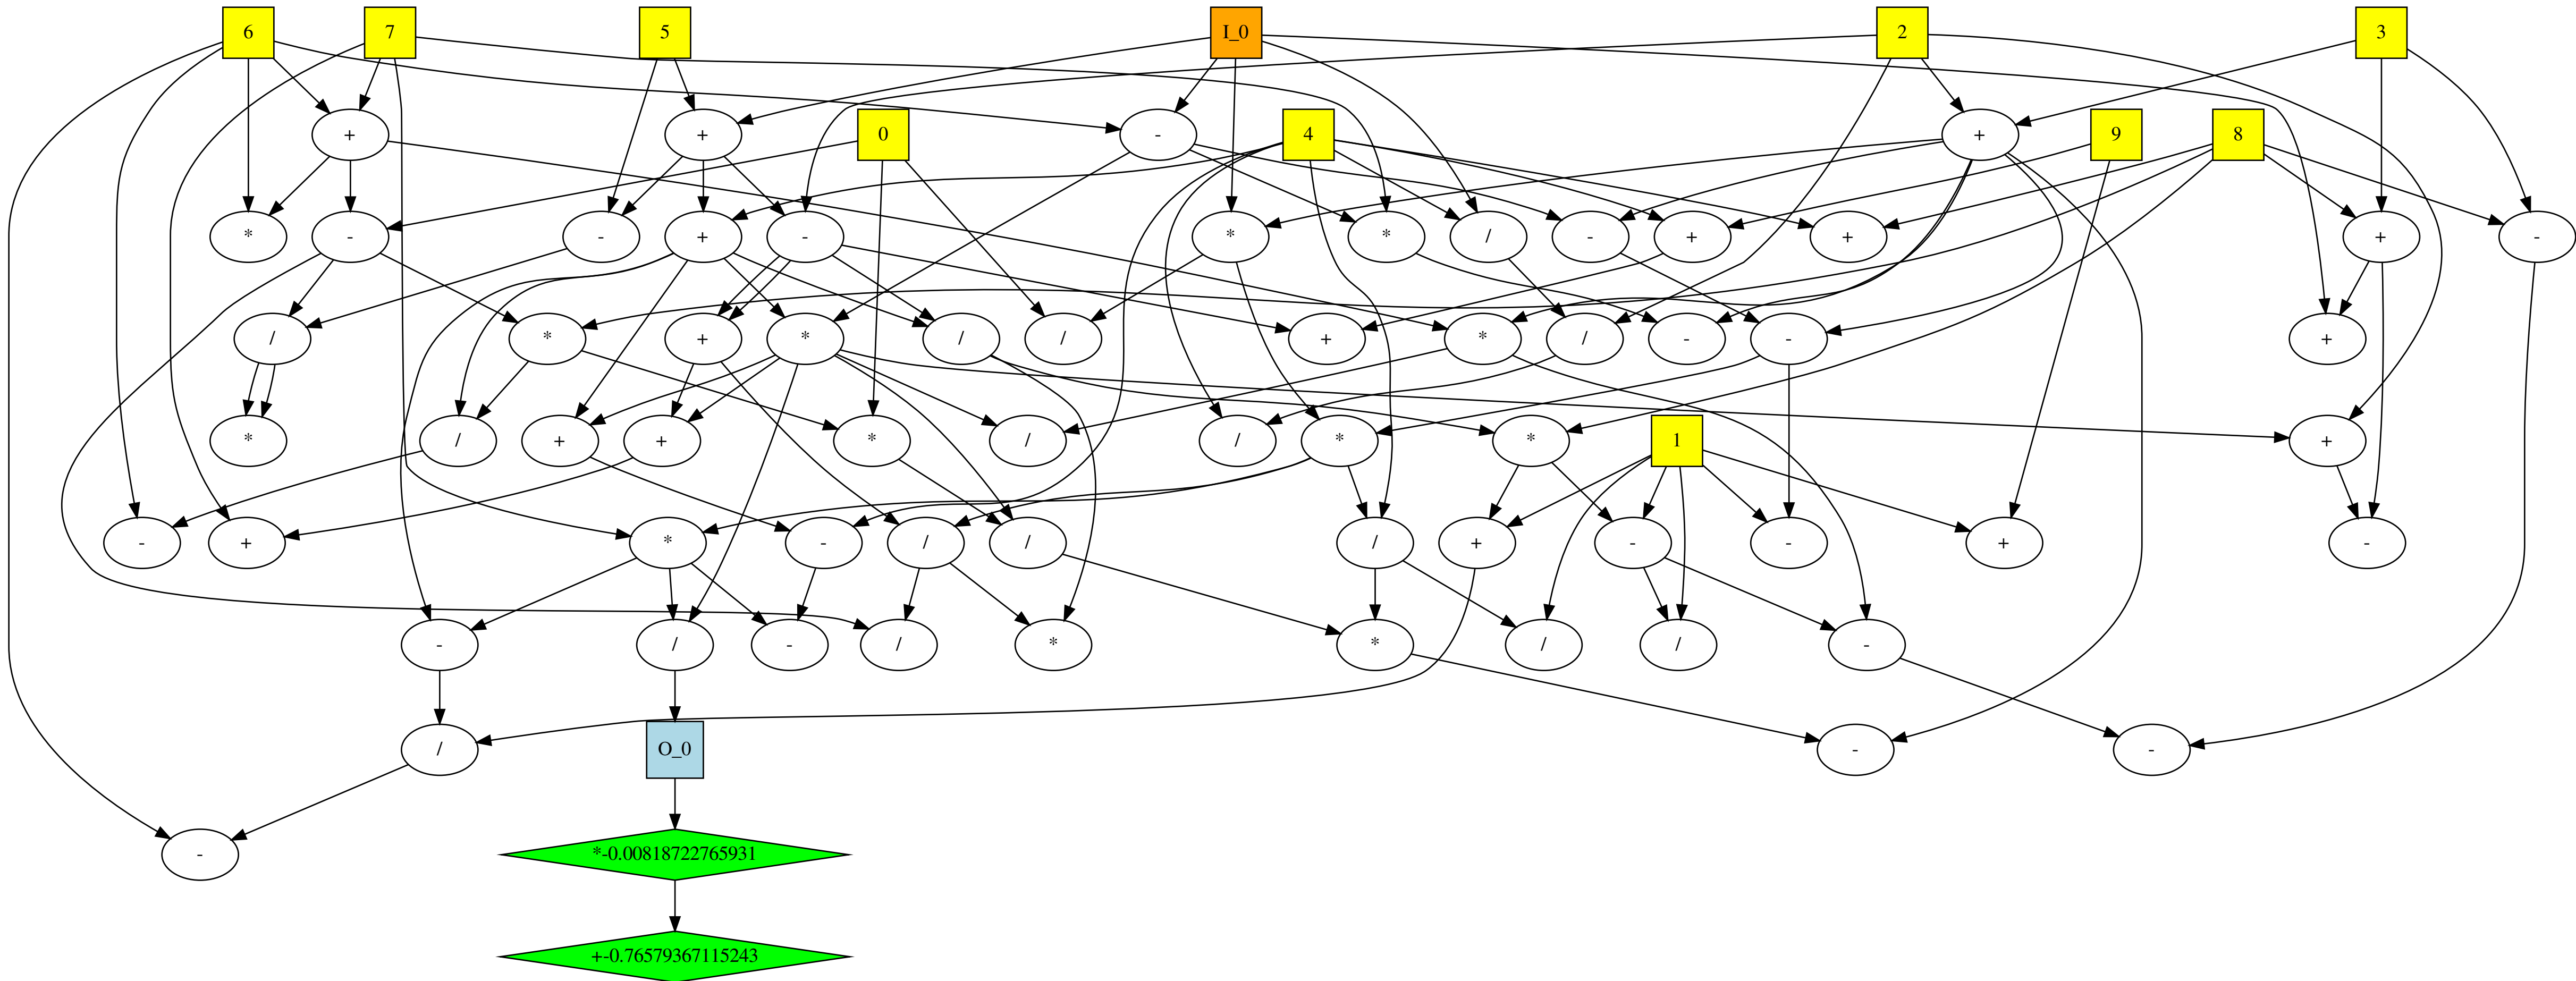 6 7 5 I_0 2 3
+ + - 0 4 + 9 8
* - - + - * * / - + + + -
/ * + * / / + * / - - +
* / + + * / / * * 1 +
- + * - / / / + - - + -
- / - / * * / / -
/ O_0 - -
- *-0.00818722765931
+-0.76579367115243